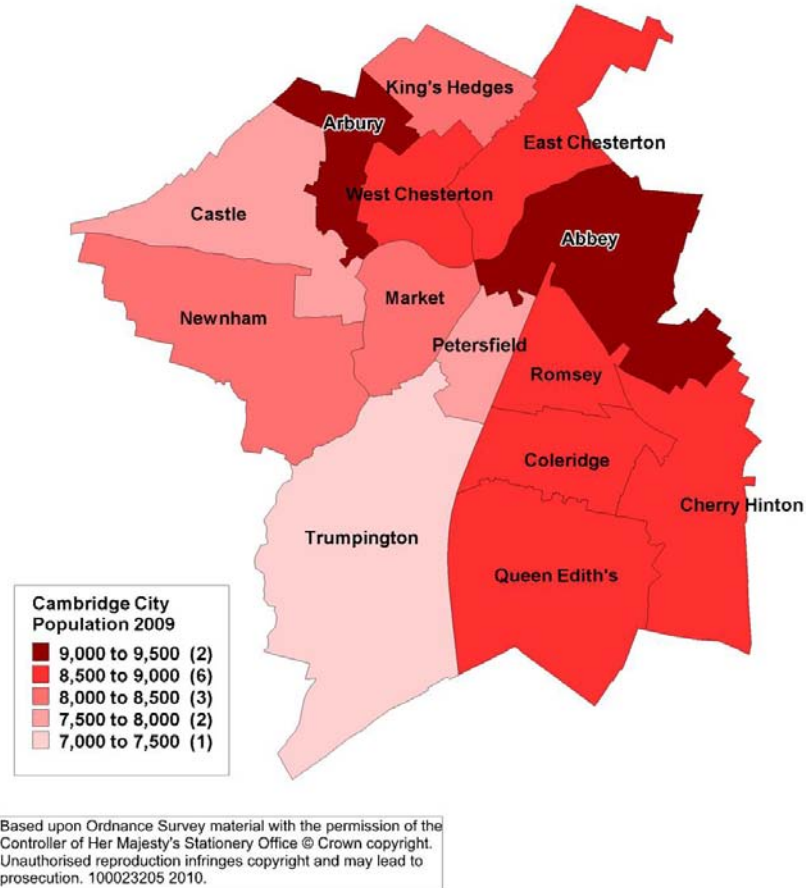 King's Hedges
Arbury
East Chesterton
West Chesterton
Castle
Abbey
Market
Newnham
Petersfield
Romsey
Coleridge
Cherry Hinton
Trumpington
Queen Edith's
Cambridge City
Population 2009
9,000 to 9,500 (2)
8,500 to 9,000 (6)
8,000 to 8,500 (3)
7,500 to 8,000 (2)
7,000 to 7,500 (1)
Based upon Ordnance Survey material with the permission of the
Controller of Her Majesty's Stationery Office © Crown copyright.
Unauthorised reproduction infringes copyright and may lead to
prosecution. 100023205 2010.